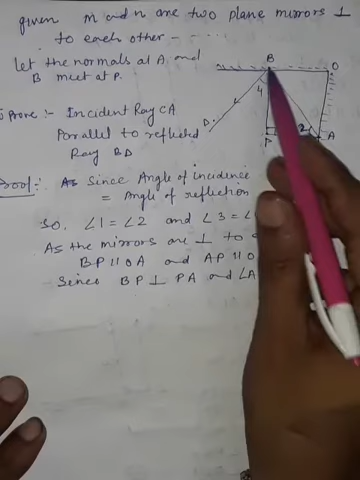 given m and n are two plane mirrors ⊥
to each other - - . . . .
Let the normals at A and
B meet at P.
Prove :- Incident Ray CA
Parallel to reflected
Ray BD
Proof :- As Since Angle of incidence
= Angle of reflection
So, ∠1 = ∠2 and ∠3 = ∠
As the mirrors are ⊥ to
BP || OA and AP || O
Since BP ⊥ PA and ∠A
B
O
4
D
2
P
A